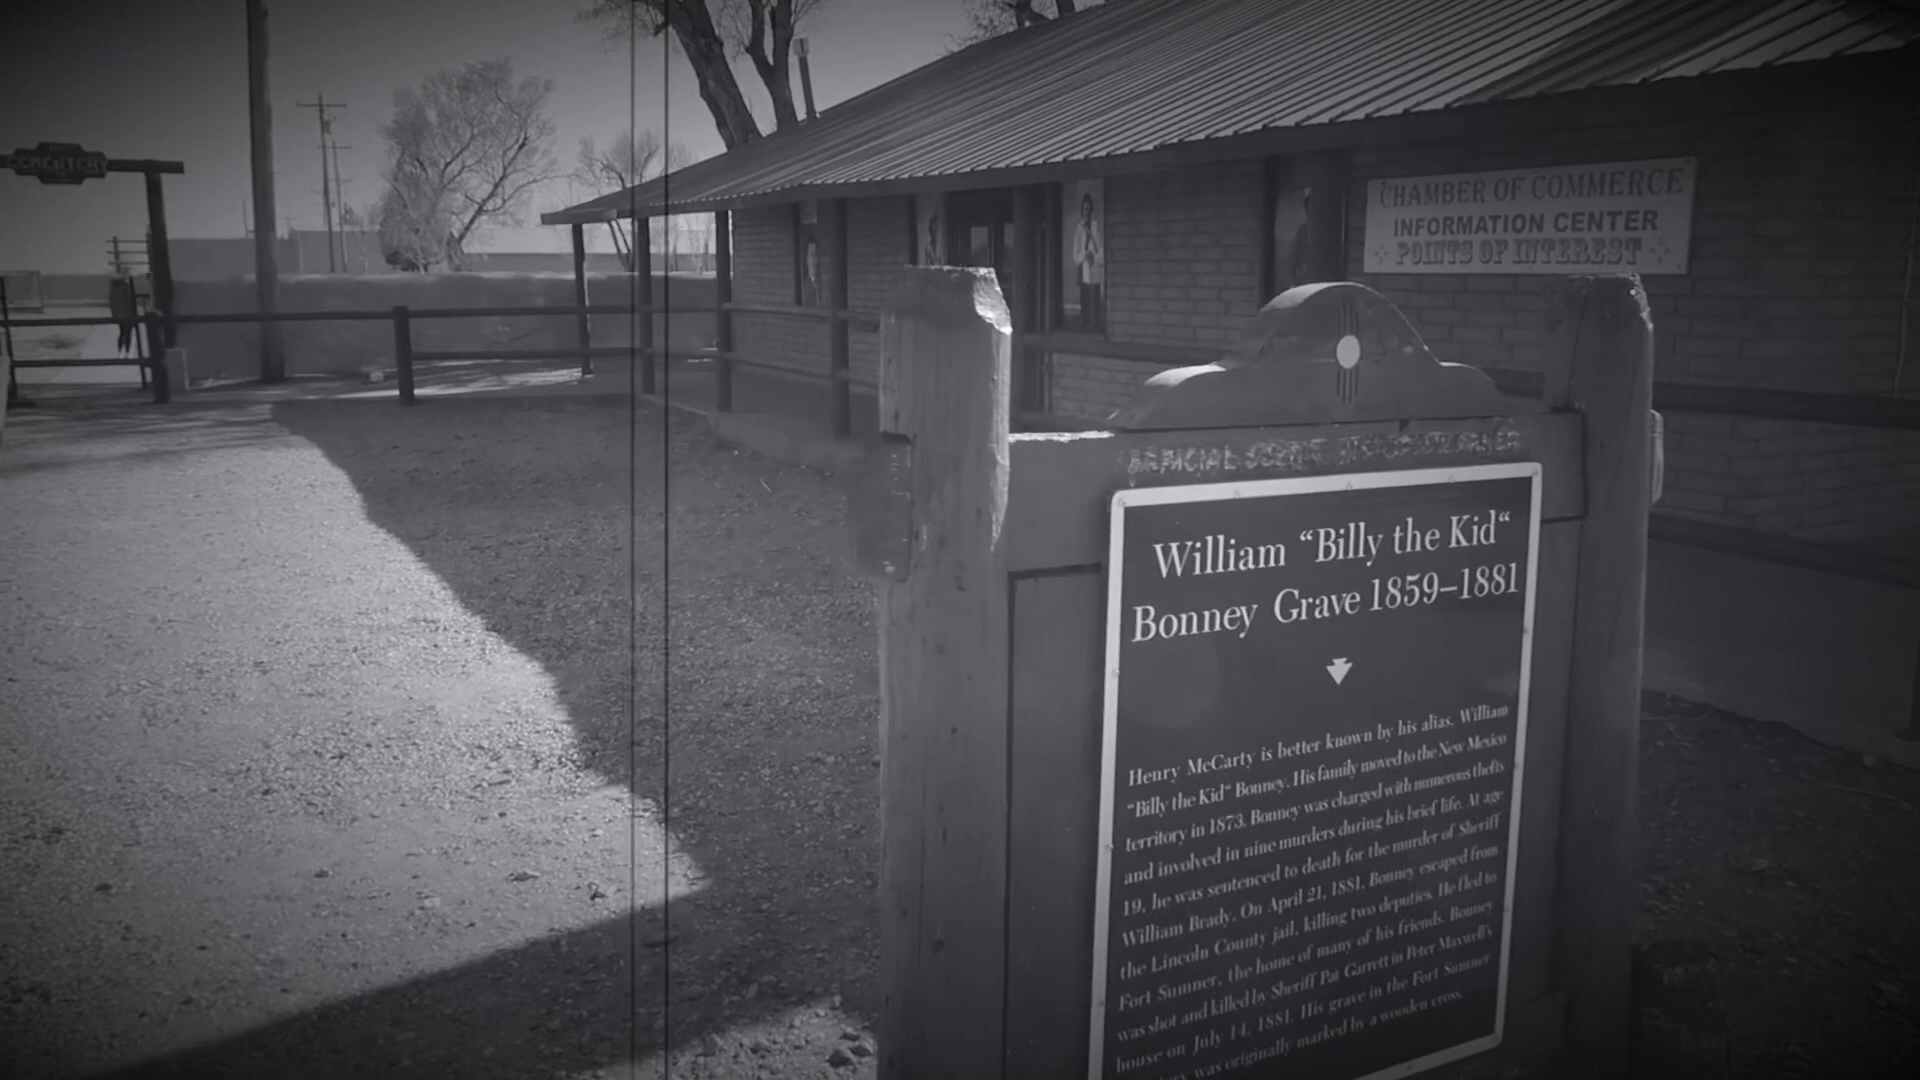 CEMETERY
CHAMBER OF COMMERCE
INFORMATION CENTER
POINTS OF INTEREST
William “Billy the Kid“
Bonney Grave 1859–1881
Henry McCarty is better known by his alias. William
“Billy the Kid“ Bonney. His family moved to the New Mexico
territory in 1873. Bonney was charged with numerous thefts
and involved in nine murders during his brief life. At age
19, he was sentenced to death for the murder of Sheriff
William Brady. On April 21, 1881, Bonney escaped from
the Lincoln County jail, killing two deputies. He fled to
Fort Sumner, the home of many of his friends. Bonney
was shot and killed by Sheriff Pat Garrett in Peter Maxwell's
house on July 14, 1881. His grave in the Fort Sumner
was originally marked by a wooden cross.